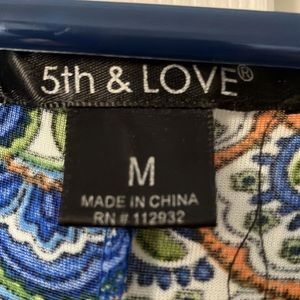 5th & LOVE®
M
MADE IN CHINA
RN # 112932